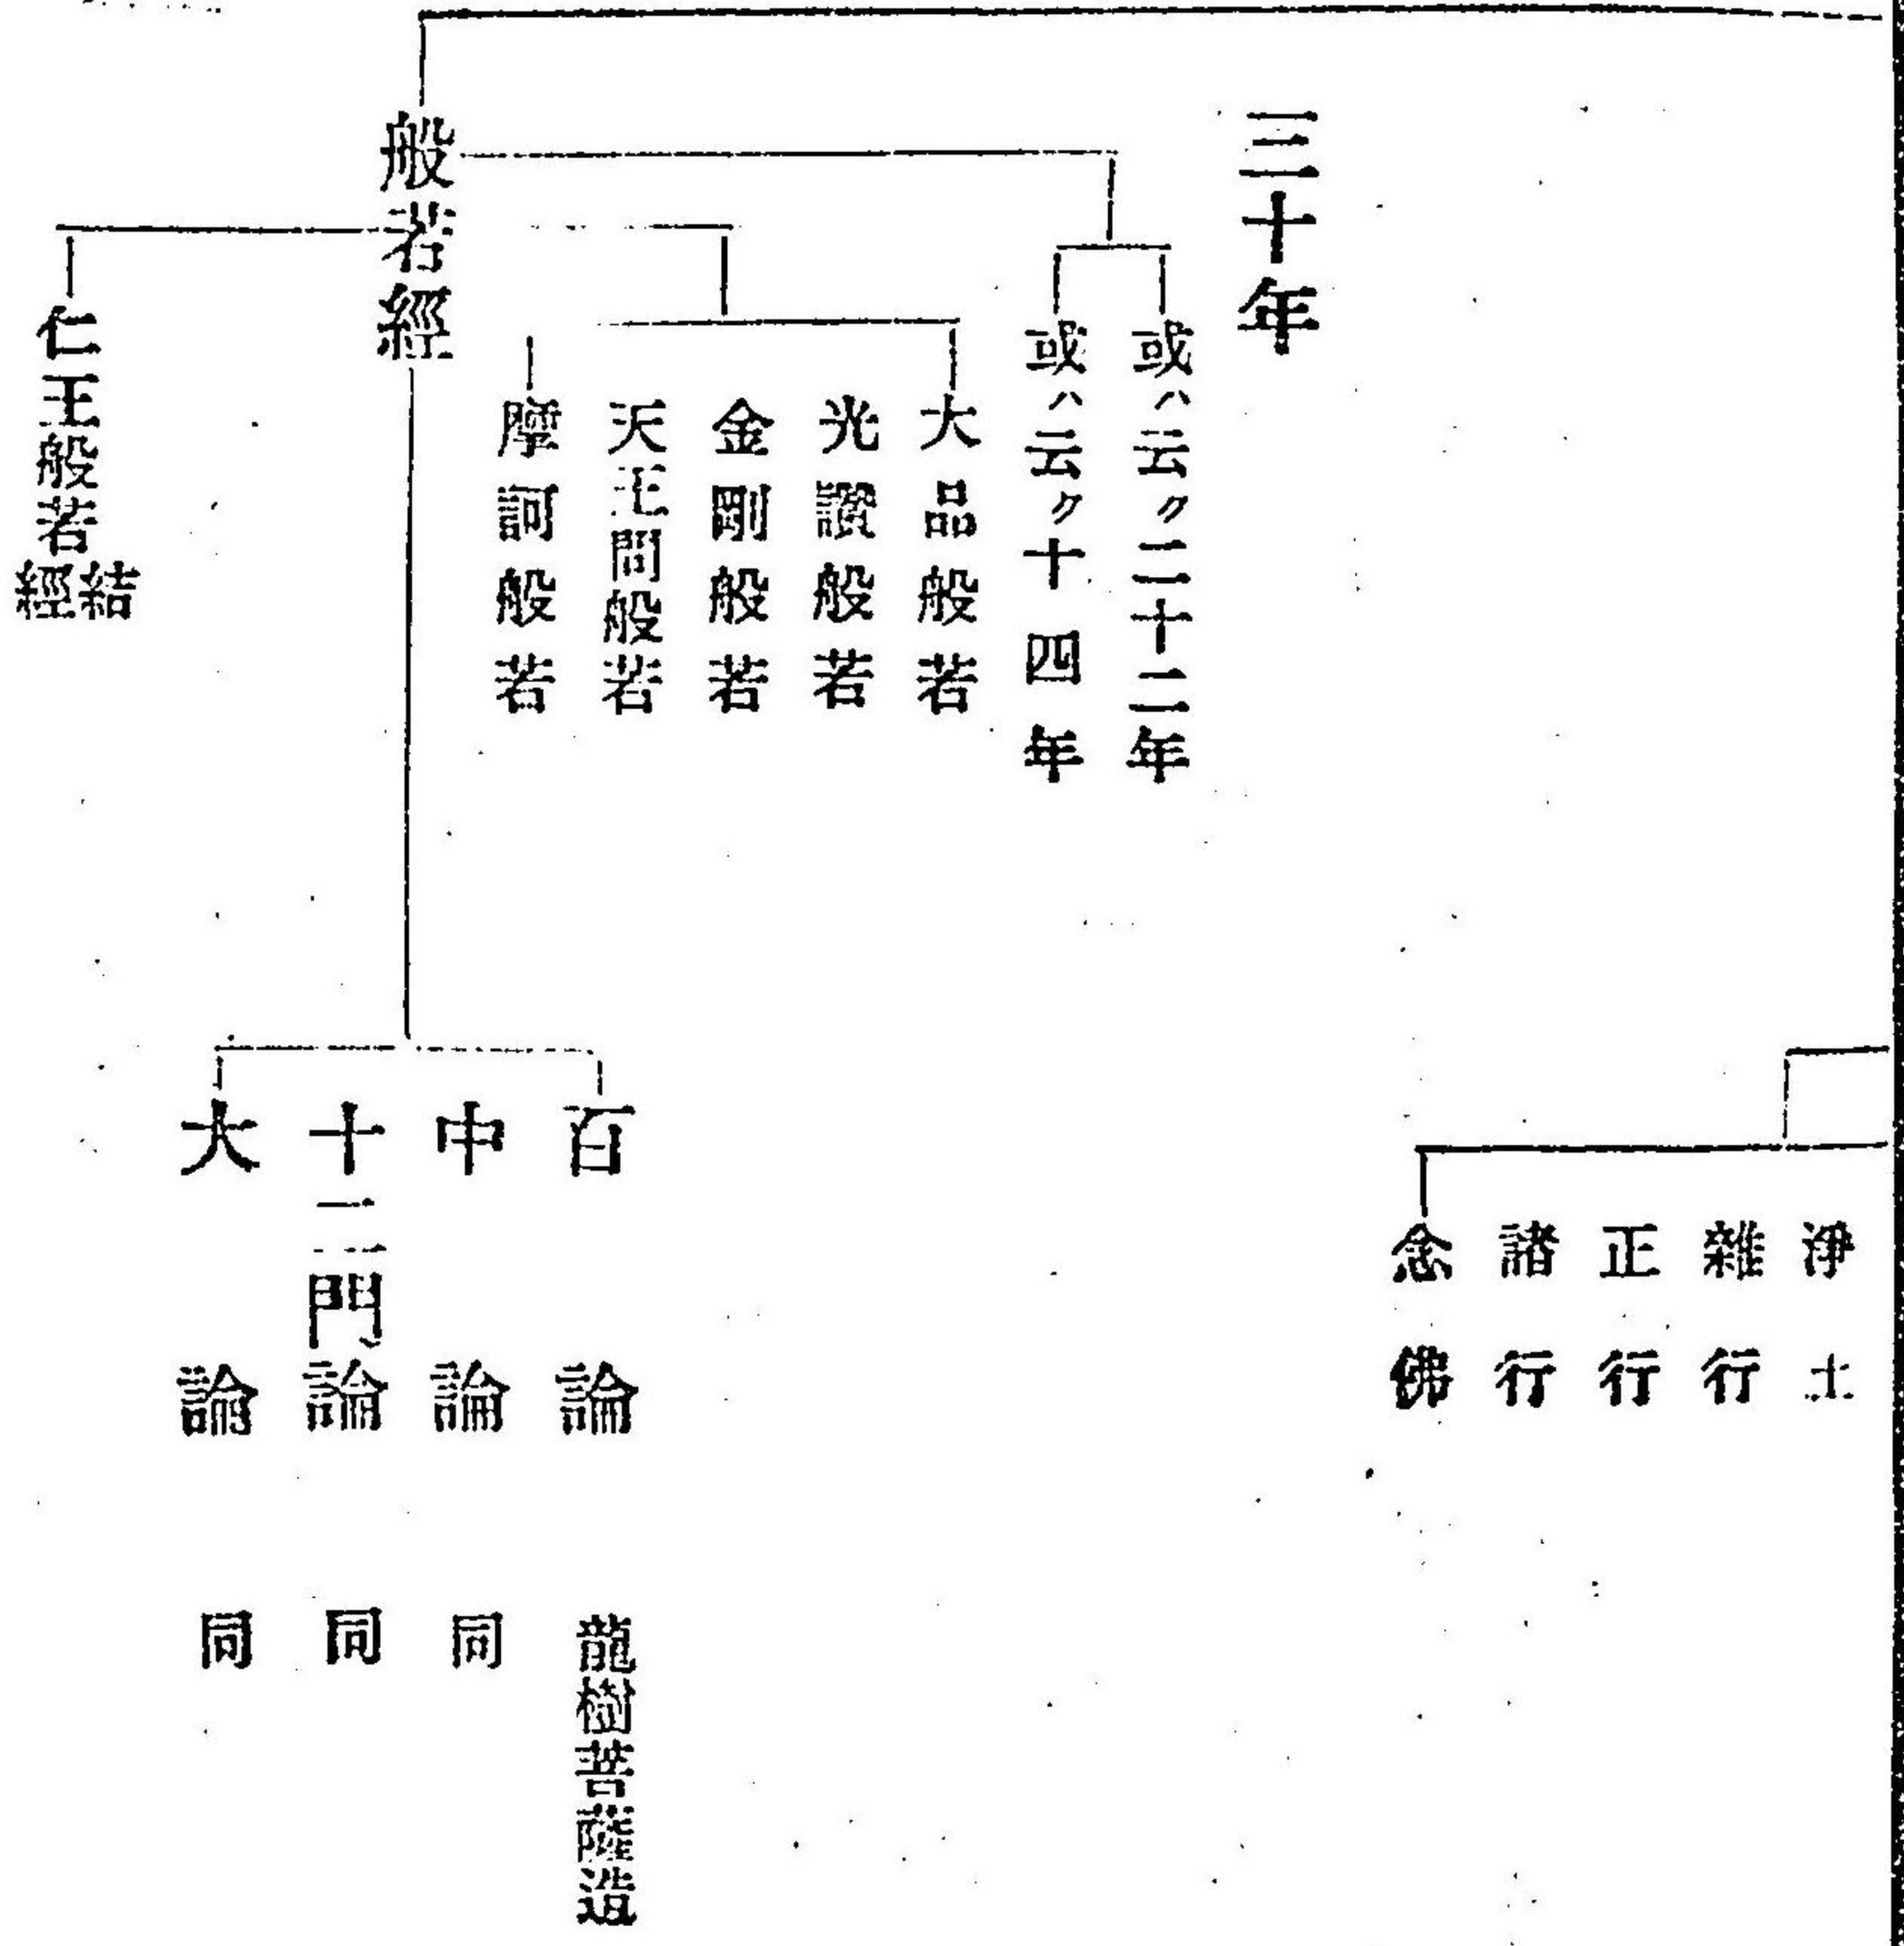 淨土
雜行
正行
諸行
念佛
三十年
或ハ云ク二十二年
或ハ云ク十四年
般若經
大品般若
光讚般若
金剛般若
天王問般若
摩訶般若
仁王般若結經
百論 龍樹菩薩造
中論 同
十二門論 同
大論 同